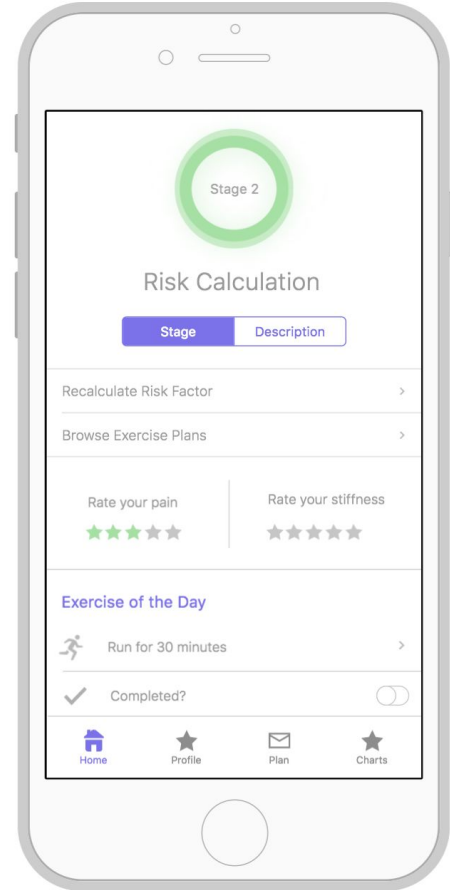 Stage 2
Risk Calculation
Stage Description
Recalculate Risk Factor
Browse Exercise Plans
Rate your pain Rate your stiffness
Exercise of the Day
Run for 30 minutes
Completed?
Home Profile Plan Charts